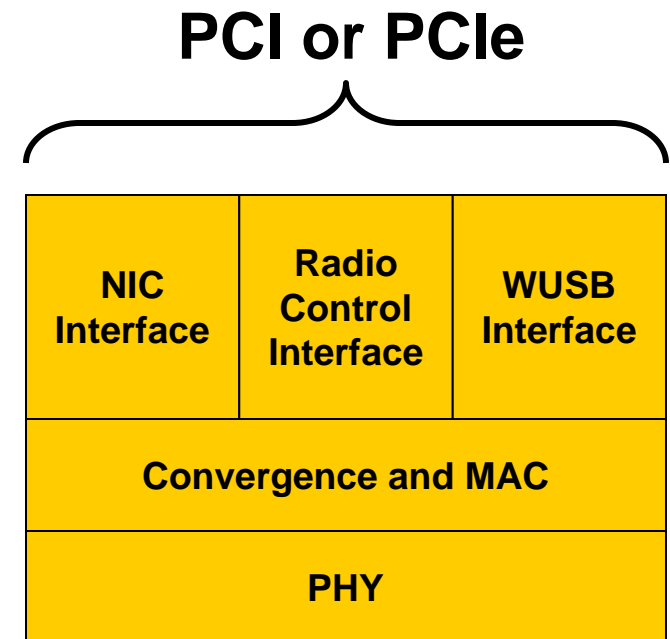 PCI or PCIe
NIC
Interface
Radio
Control
Interface
WUSB
Interface
Convergence and MAC
PHY